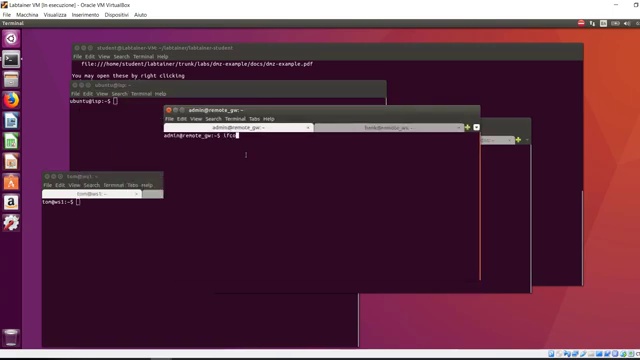 Labtainer-VM - Oracle VM VirtualBox
File Macchina Visualizza Inserimento Dispositivi Aiuto
Terminal
student@Labtainer-VM: ~/labtainer/labtainer-student
File Edit View Search Terminal Help
file:///home/student/labtainer/trunk/labs/dmz-example/docs/dmz-example.pdf
You may open these by right clicking
ubuntu@isp: ~
File Edit View Search Terminal Help
ubuntu@isp:~$
admin@remote_gw: ~
File Edit View Search Terminal Tabs Help
admin@remote_gw: ~
admin@remote_gw:~$ ifco
tom@ws1: ~
File Edit View Search Terminal Tabs Help
tom@ws1: ~
tom@ws1:~$